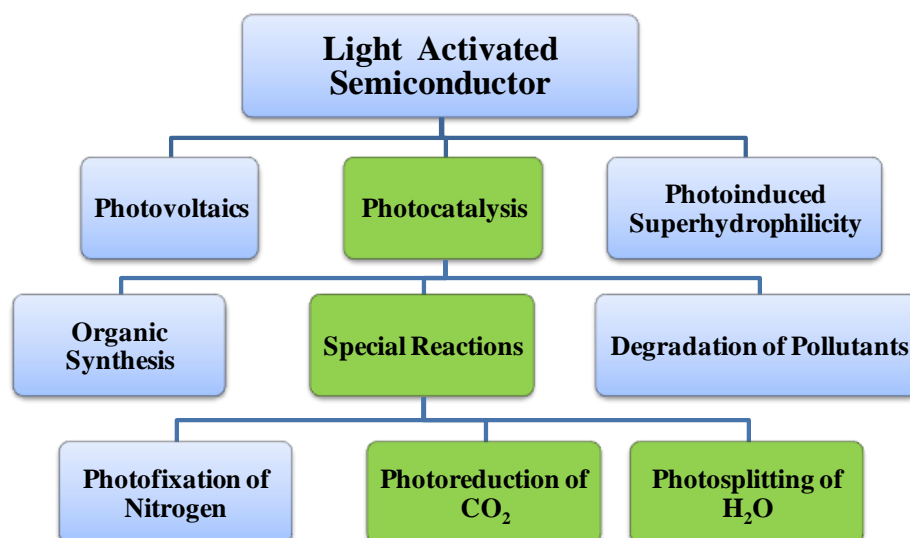 Light Activated
Semiconductor
Photovoltaics
Photocatalysis
Photoinduced
Superhydrophilicity
Organic
Synthesis
Special Reactions
Degradation of Pollutants
Photofixation of
Nitrogen
Photoreduction of
CO₂
Photosplitting of
H₂O